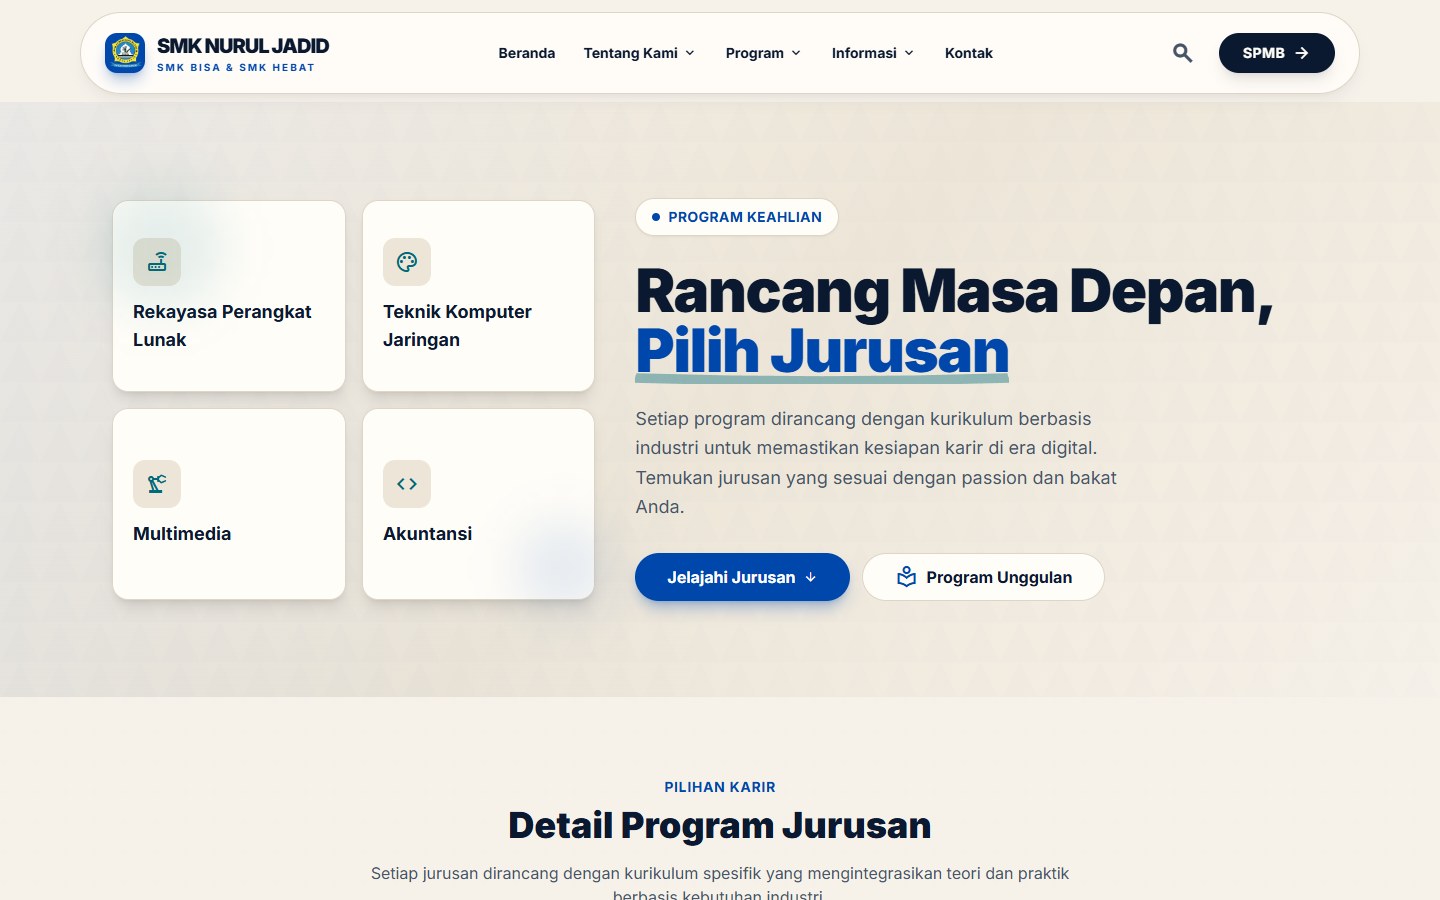 SMK NURUL JADID
SMK BISA & SMK HEBAT
Beranda
Tentang Kami
Program
Informasi
Kontak
SPMB
Rekayasa Perangkat
Lunak
Teknik Komputer
Jaringan
Multimedia
Akuntansi
PROGRAM KEAHLIAN
Rancang Masa Depan,
Pilih Jurusan
Setiap program dirancang dengan kurikulum berbasis
industri untuk memastikan kesiapan karir di era digital.
Temukan jurusan yang sesuai dengan passion dan bakat
Anda.
Jelajahi Jurusan
Program Unggulan
PILIHAN KARIR
Detail Program Jurusan
Setiap jurusan dirancang dengan kurikulum spesifik yang mengintegrasikan teori dan praktik
berbasis kebutuhan industri.